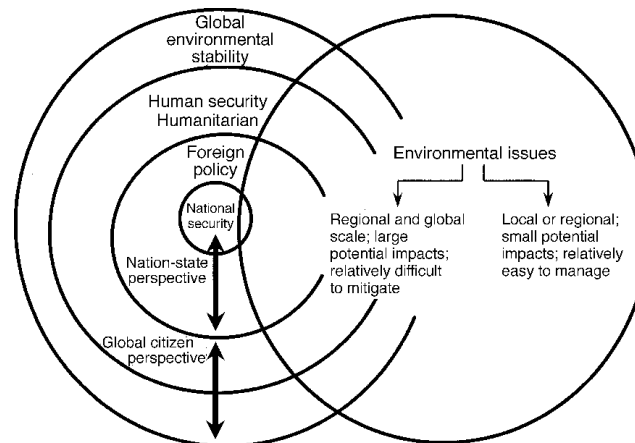 Global
environmental
stability
Human security
Humanitarian
Foreign
policy
National
security
Nation-state
perspective
Global citizen
perspective
Environmental issues
Regional and global
scale; large
potential impacts;
relatively difficult
to mitigate
Local or regional;
small potential
impacts; relatively
easy to manage